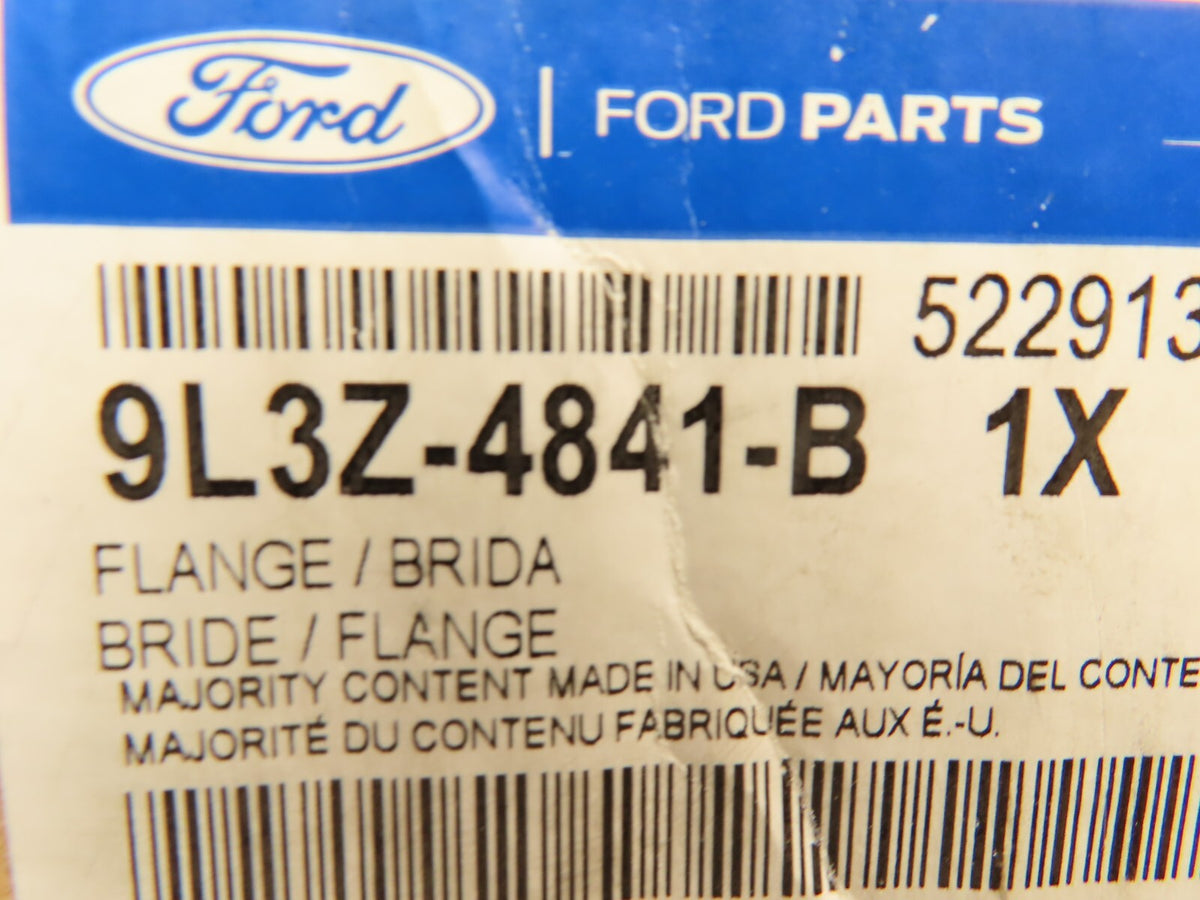 Ford | FORD PARTS
522913
9L3Z-4841-B 1X
FLANGE / BRIDA
BRIDE / FLANGE
MAJORITY CONTENT MADE IN USA / MAYORÍA DEL CONTE
MAJORITÉ DU CONTENU FABRIQUÉE AUX É.-U.